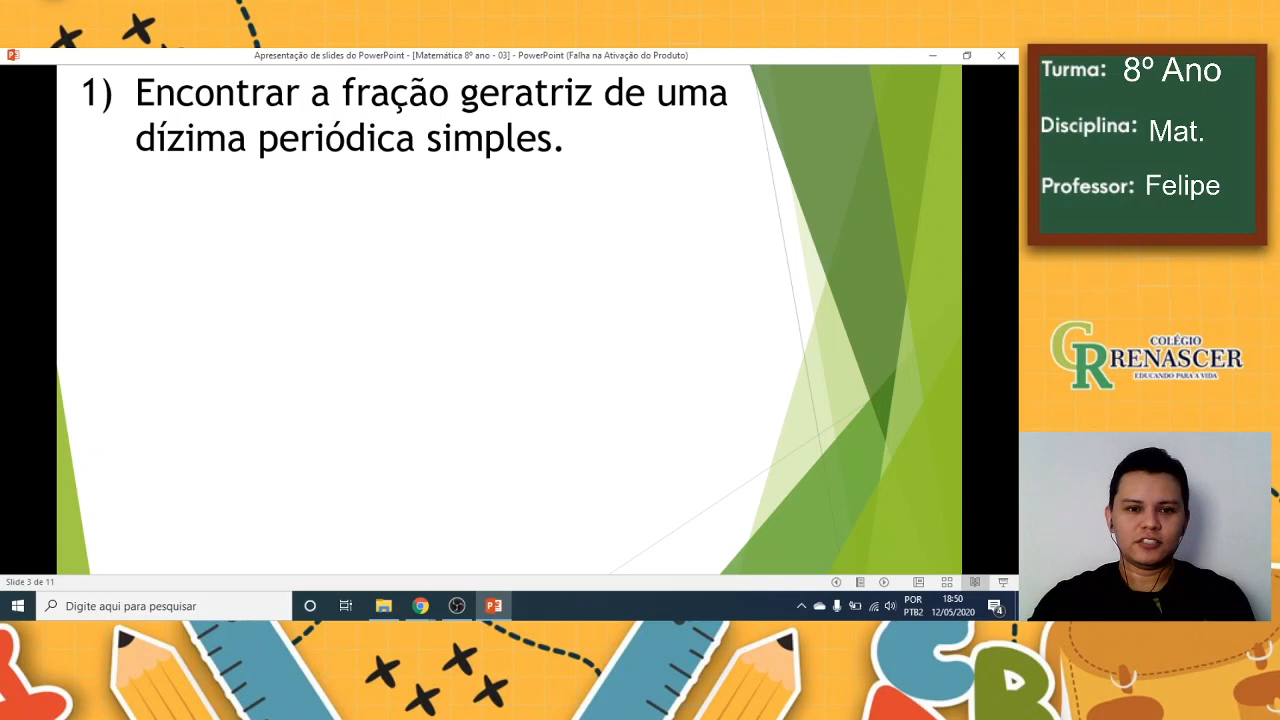 Apresentação de slides do PowerPoint - [Matemática 8º ano - 03] - PowerPoint (Falha na Ativação do Produto)
1) Encontrar a fração geratriz de uma
dízima periódica simples.
Turma: 8º Ano
Disciplina: Mat.
Professor: Felipe
COLÉGIO
CR RENASCER
EDUCANDO PARA A VIDA
Slide 3 de 11
Digite aqui para pesquisar
POR
PTB2
18:50
12/05/2020
4